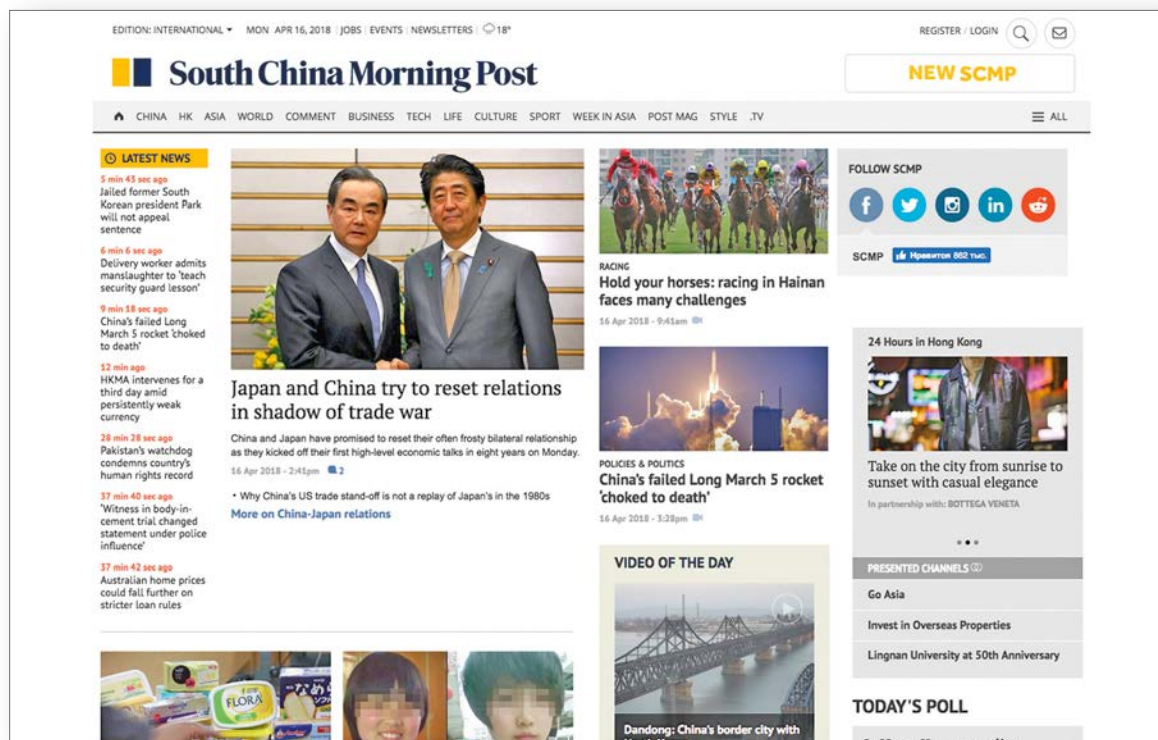 EDITION: INTERNATIONAL MON APR 16, 2018 JOBS EVENTS NEWSLETTERS 18°
REGISTER / LOGIN
South China Morning Post
NEW SCMP
CHINA HK ASIA WORLD COMMENT BUSINESS TECH LIFE CULTURE SPORT WEEK IN ASIA POST MAG STYLE .TV
ALL
LATEST NEWS
5 min 43 sec ago
Jailed former South
Korean president Park
will not appeal
sentence
6 min 6 sec ago
Delivery worker admits
manslaughter to 'teach
security guard lesson'
9 min 18 sec ago
China's failed Long
March 5 rocket 'choked
to death'
12 min ago
HKMA intervenes for a
third day amid
persistently weak
currency
28 min 28 sec ago
Pakistan's watchdog
condemns country's
human rights record
37 min 40 sec ago
'Witness in body-in-
cement trial changed
statement under police
influence'
37 min 42 sec ago
Australian home prices
could fall further on
stricter loan rules
Japan and China try to reset relations
in shadow of trade war
China and Japan have promised to reset their often frosty bilateral relationship
as they kicked off their first high-level economic talks in eight years on Monday.
16 Apr 2018 - 2:41pm 2
• Why China's US trade stand-off is not a replay of Japan's in the 1980s
More on China-Japan relations
FLORA
RACING
Hold your horses: racing in Hainan
faces many challenges
16 Apr 2018 - 9:41am
POLICIES & POLITICS
China's failed Long March 5 rocket
'choked to death'
16 Apr 2018 - 3:28pm
VIDEO OF THE DAY
Dandong: China's border city with
FOLLOW SCMP
SCMP Нравится 862 тыс.
24 Hours in Hong Kong
Take on the city from sunrise to
sunset with casual elegance
In partnership with: BOTTEGA VENETA
PRESENTED CHANNELS
Go Asia
Invest in Overseas Properties
Lingnan University at 50th Anniversary
TODAY'S POLL